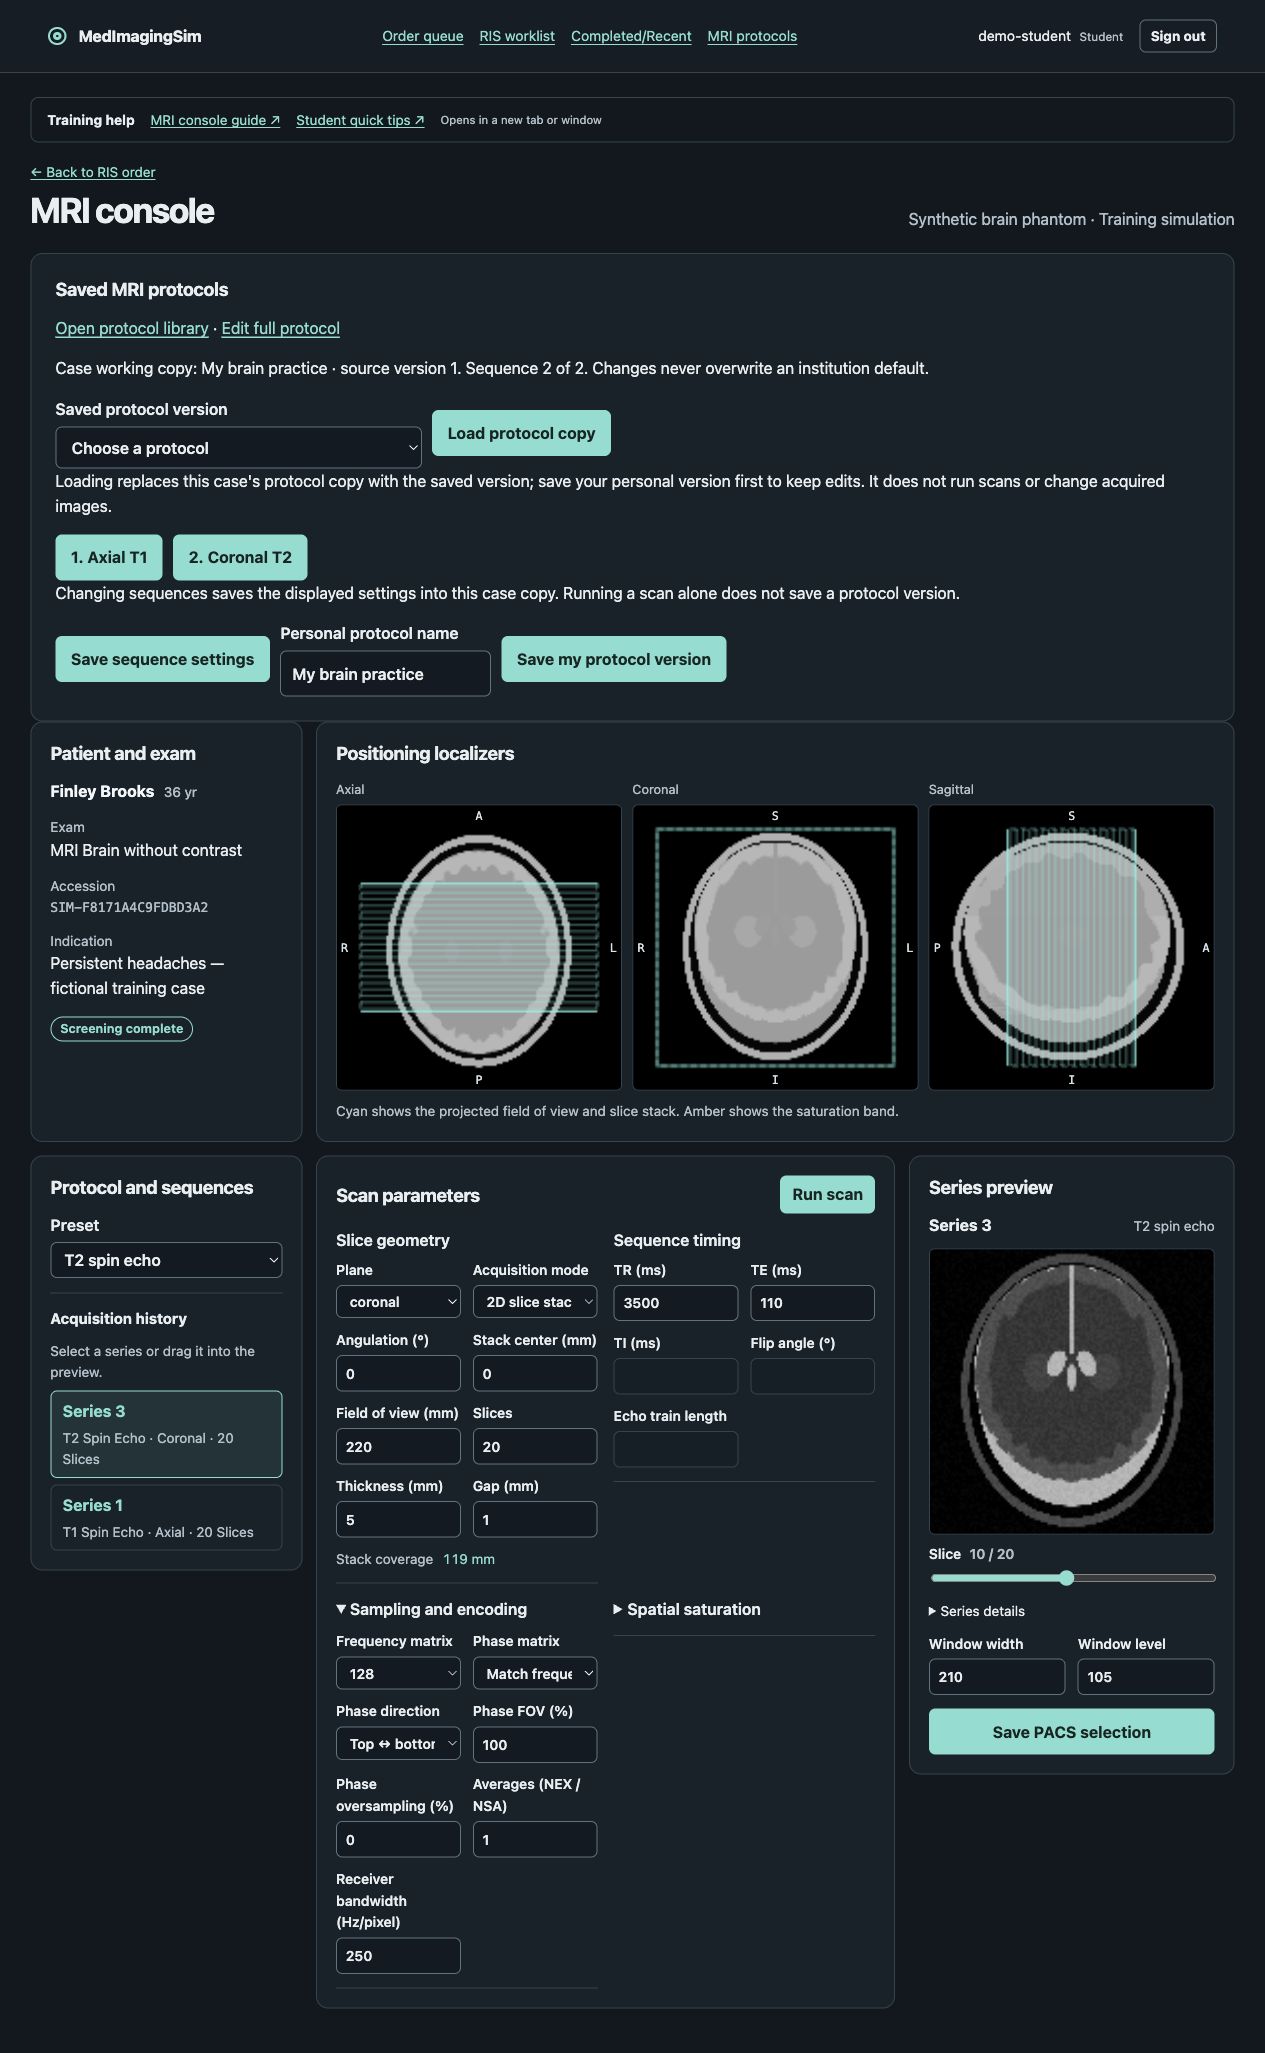 MedImagingSim
Order queue
RIS worklist
Completed/Recent
MRI protocols
demo-student Student
Sign out
Training help
MRI console guide ↗
Student quick tips ↗
Opens in a new tab or window
← Back to RIS order
MRI console
Synthetic brain phantom · Training simulation
Saved MRI protocols
Open protocol library · Edit full protocol
Case working copy: My brain practice · source version 1. Sequence 2 of 2. Changes never overwrite an institution default.
Saved protocol version
Choose a protocol
Load protocol copy
Loading replaces this case's protocol copy with the saved version; save your personal version first to keep edits. It does not run scans or change acquired
images.
1. Axial T1
2. Coronal T2
Changing sequences saves the displayed settings into this case copy. Running a scan alone does not save a protocol version.
Save sequence settings
Personal protocol name
My brain practice
Save my protocol version
Patient and exam
Finley Brooks 36 yr
Exam
MRI Brain without contrast
Accession
SIM-F8171A4C9FDBD3A2
Indication
Persistent headaches —
fictional training case
Screening complete
Positioning localizers
Axial
A
R
L
P
Coronal
S
R
L
I
Sagittal
S
P
A
I
Cyan shows the projected field of view and slice stack. Amber shows the saturation band.
Protocol and sequences
Preset
T2 spin echo
Acquisition history
Select a series or drag it into the
preview.
Series 3
T2 Spin Echo · Coronal · 20
Slices
Series 1
T1 Spin Echo · Axial · 20 Slices
Scan parameters
Run scan
Slice geometry
Plane
coronal
Acquisition mode
2D slice stac
Angulation (°)
0
Stack center (mm)
0
Field of view (mm)
220
Slices
20
Thickness (mm)
5
Gap (mm)
1
Stack coverage 119 mm
Sequence timing
TR (ms)
3500
TE (ms)
110
TI (ms)
Flip angle (°)
Echo train length
▼ Sampling and encoding
Frequency matrix
128
Phase matrix
Match freque
Phase direction
Top ↔ bottor
Phase FOV (%)
100
Phase
oversampling (%)
0
Averages (NEX /
NSA)
1
Receiver
bandwidth
(Hz/pixel)
250
▶ Spatial saturation
Series preview
Series 3
T2 spin echo
Slice 10 / 20
▶ Series details
Window width
210
Window level
105
Save PACS selection